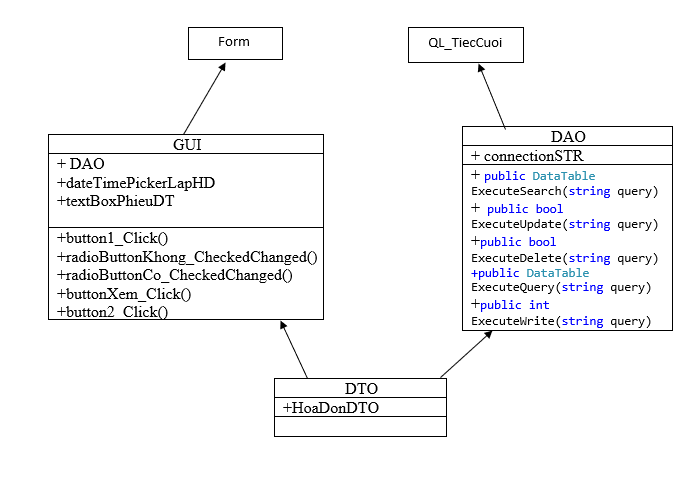 Form
QL_TiecCuoi
GUI
+ DAO
+dateTimePickerLapHD
+textBoxPhieuDT
+button1_Click()
+radioButtonKhong_CheckedChanged()
+radioButtonCo_CheckedChanged()
+buttonXem_Click()
+button2_Click()
DAO
+ connectionSTR
+ public DataTable
ExecuteSearch(string query)
+ public bool
ExecuteUpdate(string query)
+public bool
ExecuteDelete(string query)
+public DataTable
ExecuteQuery(string query)
+public int
ExecuteWrite(string query)
DTO
+HoaDonDTO